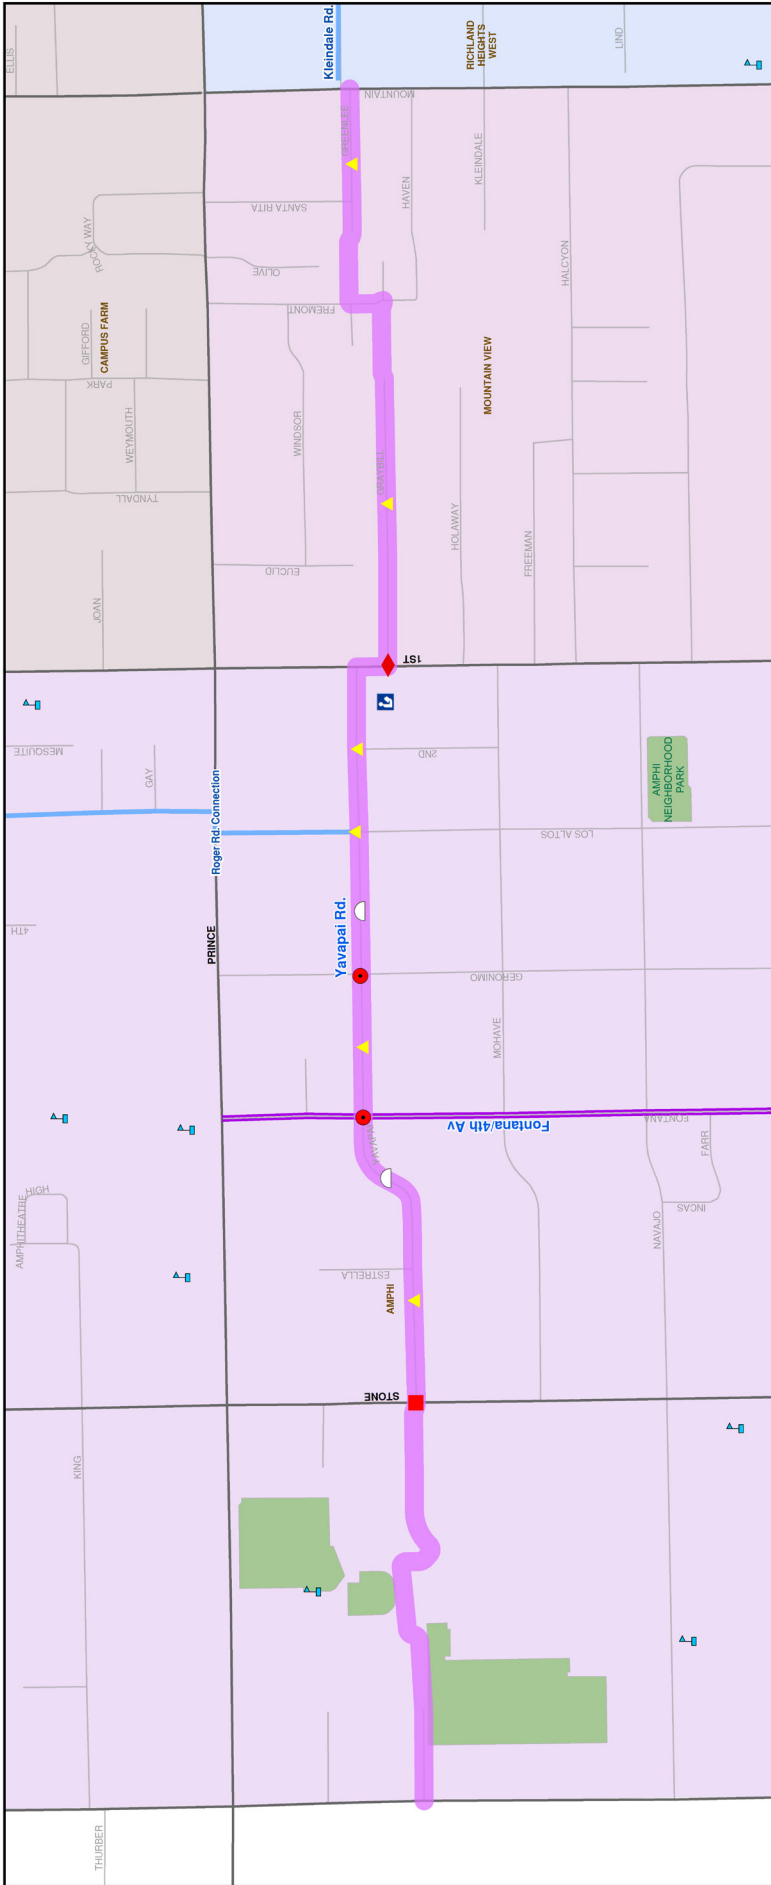 ELLIS
Kleindale Rd.
RICHLAND
HEIGHTS
WEST
LIND
MOUNTAIN
GREENLEE
SANTA RITA
HAVEN
KLEINDALE
ROCKY WAY
OLIVE
HALCYON
FREMONT
GIFFORD
CAMPUS FARM
PARK
MOUNTAIN VIEW
WEYMOUTH
WINDSOR
GRAYBILL
TYNDALL
HOLAWAY
FREEMAN
EUCLID
JOAN
1ST
MESQUITE
GAY
2ND
AMPHI
NEIGHBORHOOD
PARK
Roger Rd. Connection
LOS ALTOS
4TH
PRINCE
Yavapai Rd.
GERONIMO
MOHAVE
Fontana/4th Av
FONTANA
YAVAPAI
FARR
HIGH
AMPHITHEATRE
INCAS
NAVAJO
ESTRELLA
AMPHI
STONE
KING
THURBER